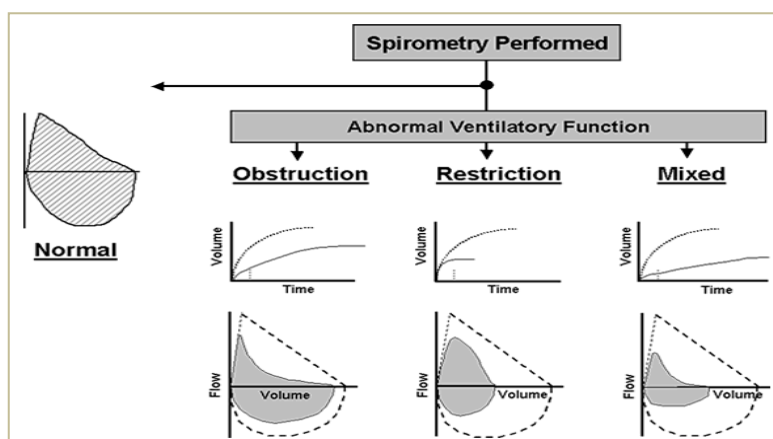 Spirometry Performed
Abnormal Ventilatory Function
Obstruction
Restriction
Mixed
Normal
Volume
Time
Volume
Time
Volume
Time
Flow
Volume
Flow
Volume
Flow
Volume